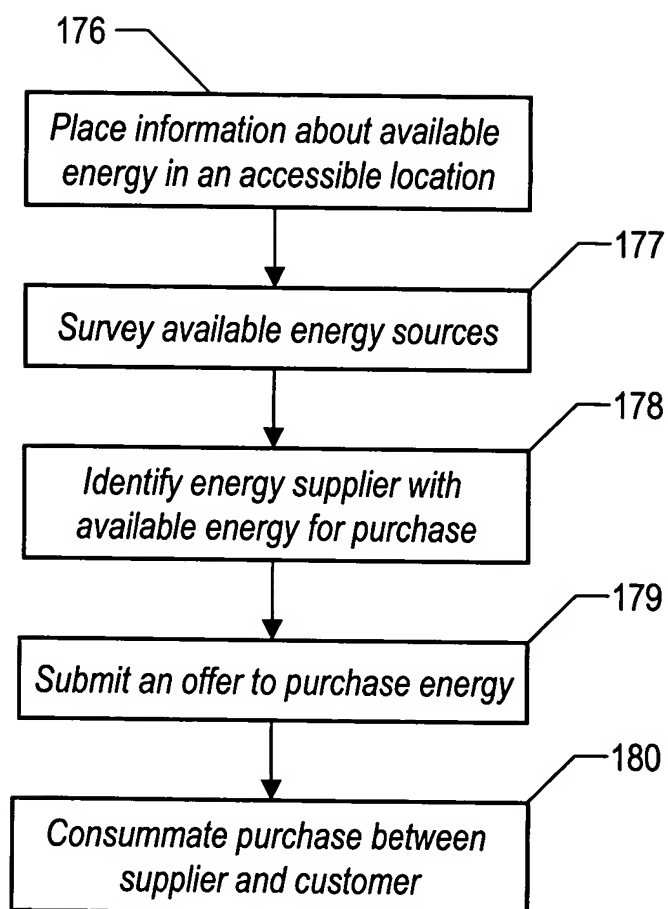 176
Place information about available
energy in an accessible location
177
Survey available energy sources
178
Identify energy supplier with
available energy for purchase
179
Submit an offer to purchase energy
180
Consummate purchase between
supplier and customer